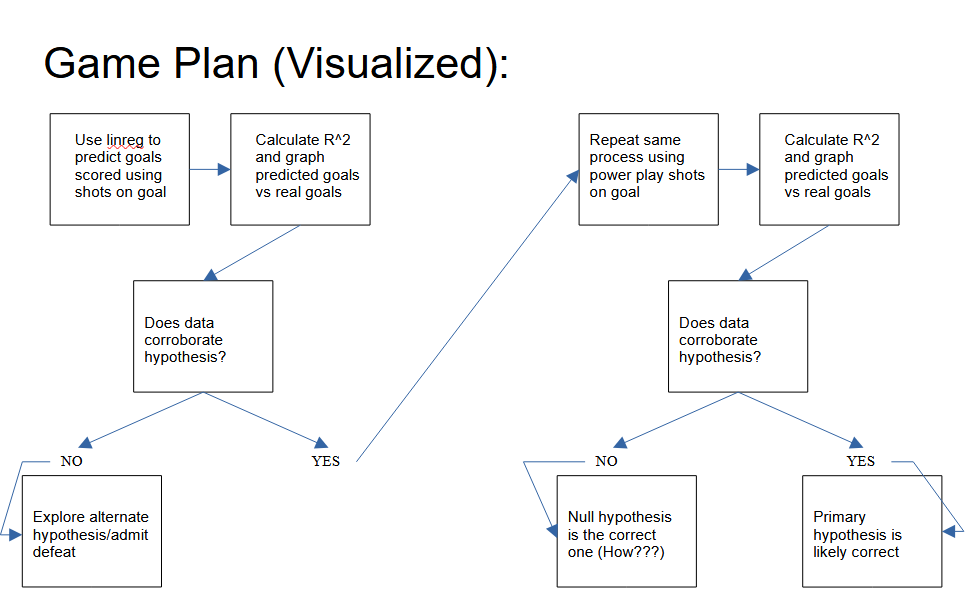 Game Plan (Visualized):
Use linreg to
predict goals
scored using
shots on goal
Calculate R^2
and graph
predicted goals
vs real goals
Does data
corroborate
hypothesis?
NO
YES
Explore alternate
hypothesis/admit
defeat
Repeat same
process using
power play shots
on goal
Calculate R^2
and graph
predicted goals
vs real goals
Does data
corroborate
hypothesis?
NO
YES
Null hypothesis
is the correct
one (How???)
Primary
hypothesis is
likely correct